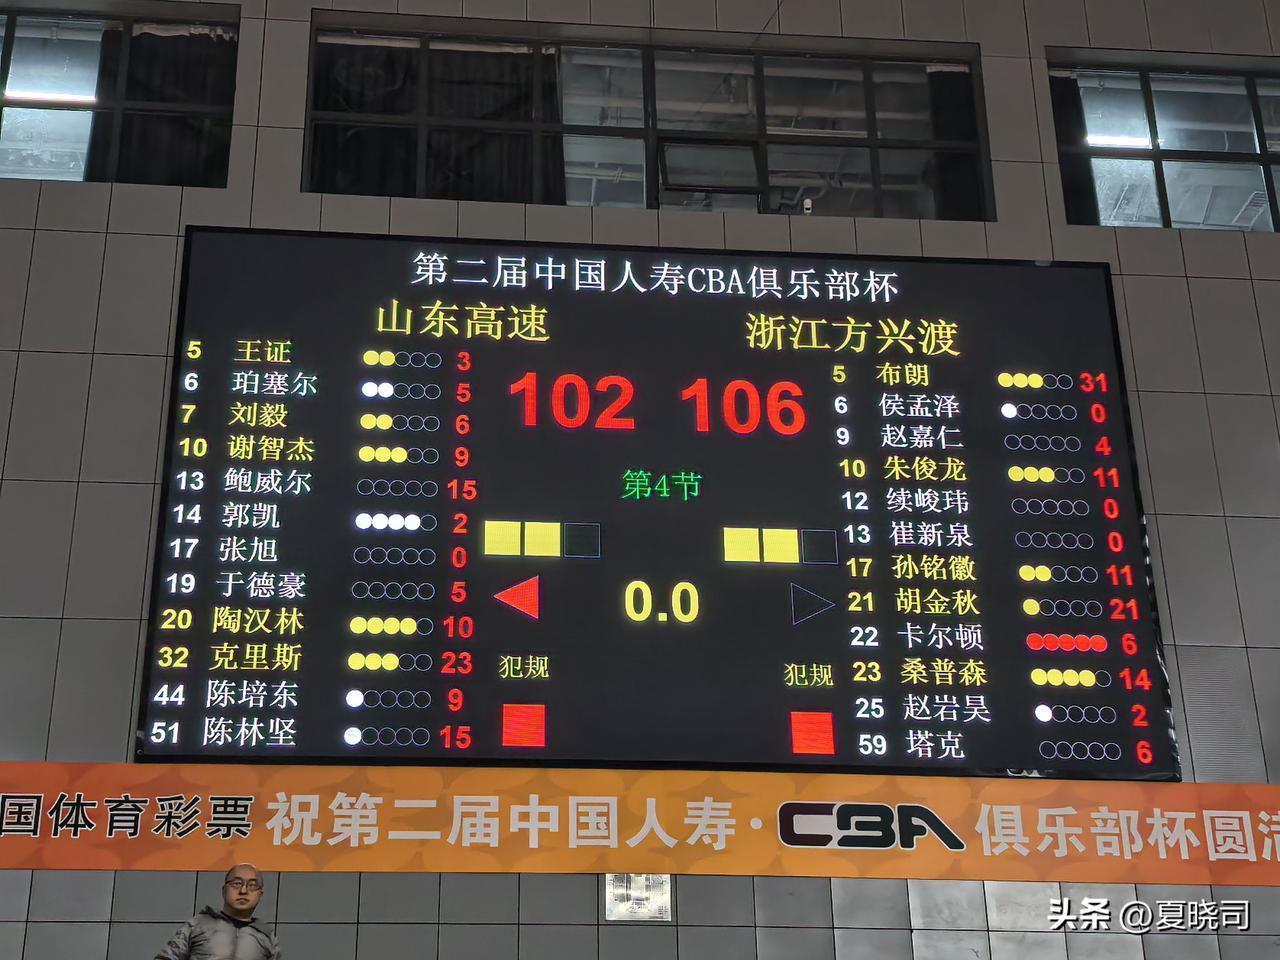 第二届中国人寿CBA俱乐部杯
山东高速 浙江方兴渡
5 王证 3
6 珀塞尔 5
7 刘毅 6
10 谢智杰 9
13 鲍威尔 15
14 郭凯 2
17 张旭 0
19 于德豪 5
20 陶汉林 10
32 克里斯 23
44 陈培东 9
51 陈林坚 15
102 106
第4节
0.0
犯规 犯规
5 布朗 31
6 侯孟泽 0
9 赵嘉仁 4
10 朱俊龙 11
12 续峻玮 0
13 崔新泉 0
17 孙铭徽 11
21 胡金秋 21
22 卡尔顿 6
23 桑普森 14
25 赵岩昊 2
59 塔克 6
国体育彩票 祝第二届中国人寿·CBA 俱乐部杯圆满
头条 @夏晓司